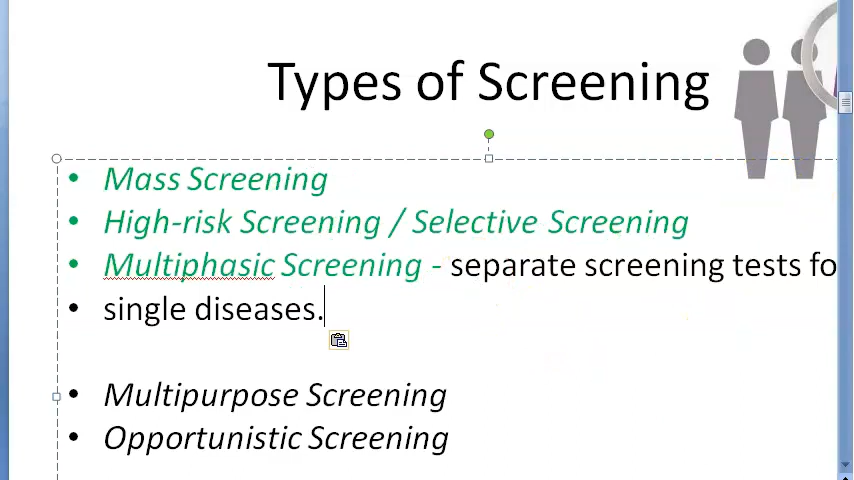 Types of Screening
• Mass Screening
• High-risk Screening / Selective Screening
• Multiphasic Screening - separate screening tests fo
• single diseases.
• Multipurpose Screening
• Opportunistic Screening